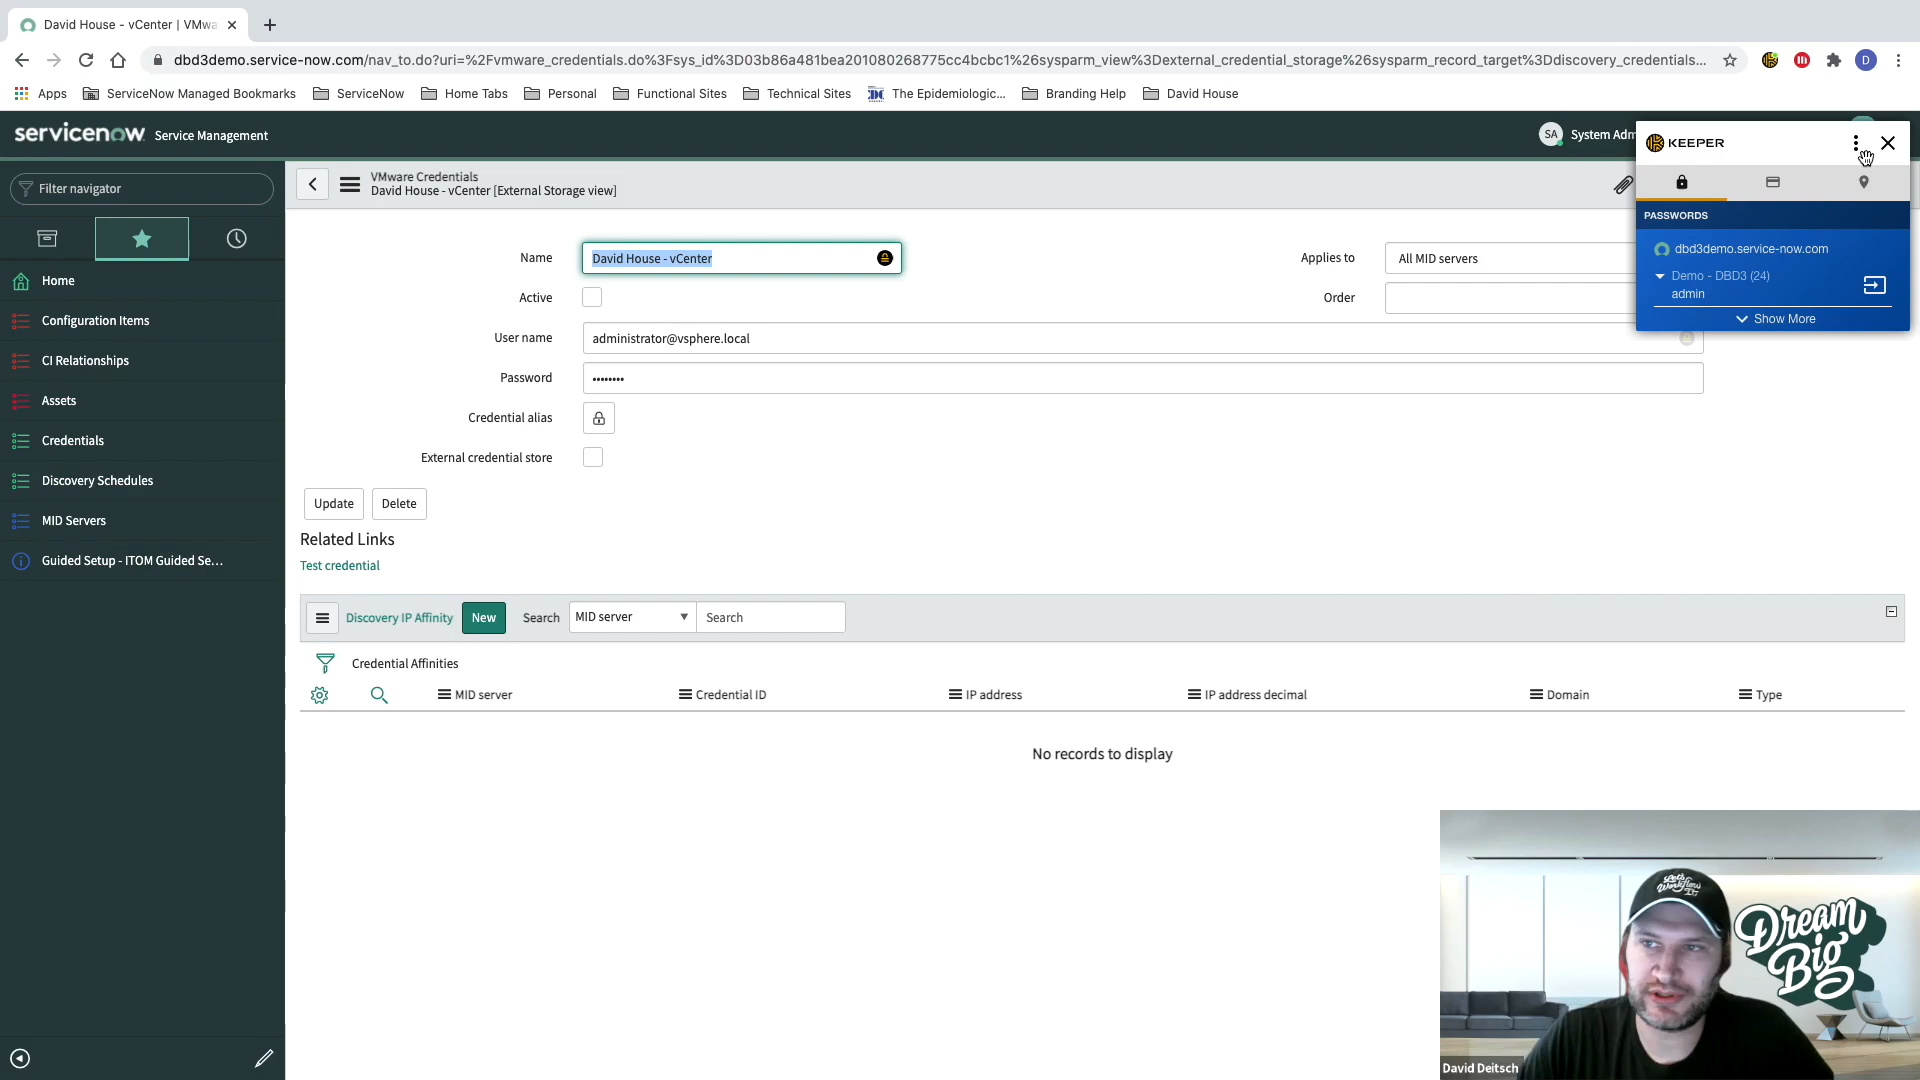 David House - vCenter | VMwa
dbd3demo.service-now.com/nav_to.do?uri=%2Fvmware_credentials.do%3Fsys_id%3D03b86a481bea201080268775cc4bcbc1%26sysparm_view%3Dexternal_credential_storage%26sysparm_record_target%3Ddiscovery_credentials...
D
Apps
ServiceNow Managed Bookmarks
ServiceNow
Home Tabs
Personal
Functional Sites
Technical Sites
The Epidemiologic...
Branding Help
David House
servicenow Service Management
SA System Adm
KEEPER
PASSWORDS
dbd3demo.service-now.com
Demo - DBD3 (24)
admin
Show More
Filter navigator
Home
Configuration Items
CI Relationships
Assets
Credentials
Discovery Schedules
MID Servers
Guided Setup - ITOM Guided Se...
VMware Credentials
David House - vCenter [External Storage view]
Name David House - vCenter
Applies to All MID servers
Active
Order
User name administrator@vsphere.local
Password ••••••••
Credential alias
External credential store
Update Delete
Related Links
Test credential
Discovery IP Affinity New Search MID server Search
Credential Affinities
MID server Credential ID IP address IP address decimal Domain Type
No records to display
Let's
Workflow
It
Dream
Big
David Deitsch